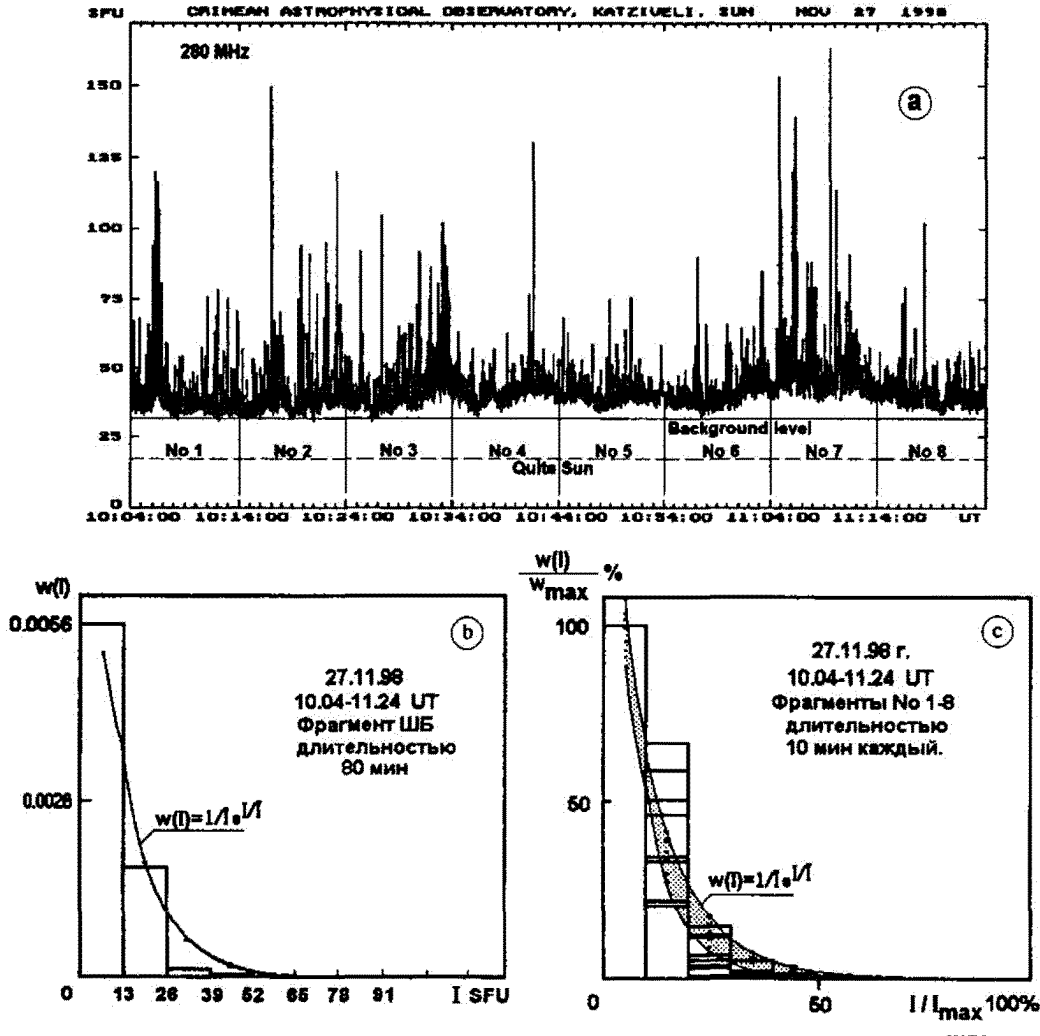 SFU CRIMEAN ASTROPHYSICAL OBSERVATORY, KATZIVELI, SUN NOV 27 1998
280 MHz
a
150
125
100
75
50
25
0
Background level
No 1 No 2 No 3 No 4 No 5 No 6 No 7 No 8
Quite Sun
10:04:00 10:14:00 10:24:00 10:34:00 10:44:00 10:54:00 11:04:00 11:14:00 UT
w(I)
0.0056
0.0028
b
27.11.98
10.04-11.24 UT
Фрагмент ШБ
длительностью
80 мин
w(I)=1/Ī e I/Ī
0 13 26 39 52 65 78 91 I SFU
w(I)
w max %
100
50
c
27.11.98 г.
10.04-11.24 UT
Фрагменты No 1-8
длительностью
10 мин каждый.
w(I)=1/Ī e I/Ī
0 50 I/I max 100%